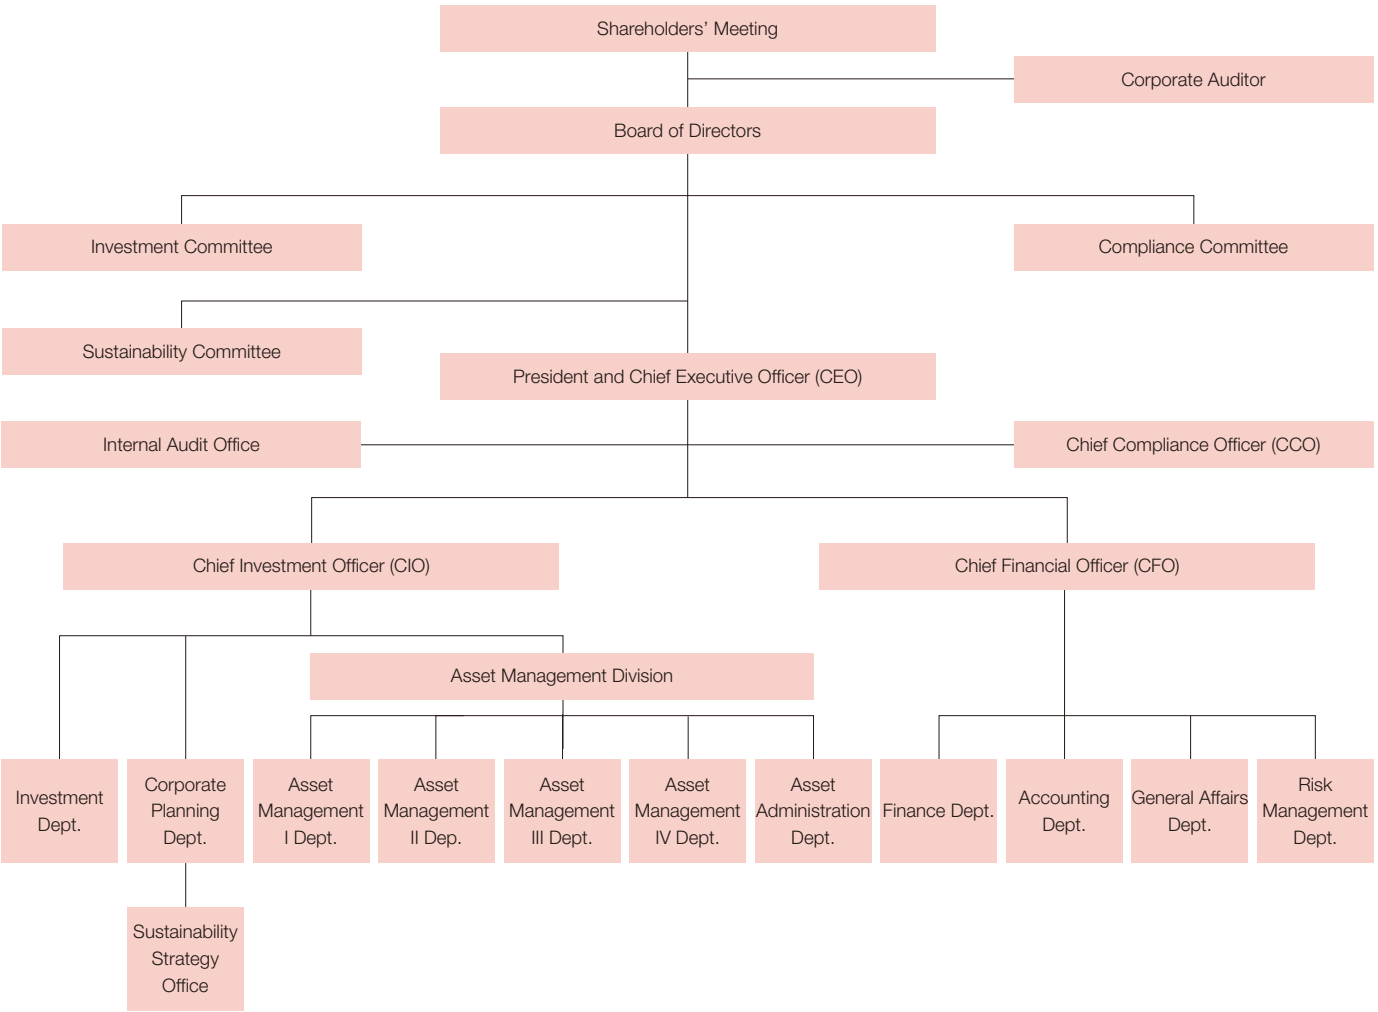 Shareholders’ Meeting
Corporate Auditor
Board of Directors
Investment Committee
Compliance Committee
Sustainability Committee
President and Chief Executive Officer (CEO)
Internal Audit Office
Chief Compliance Officer (CCO)
Chief Investment Officer (CIO)
Chief Financial Officer (CFO)
Asset Management Division
Investment
Dept.
Corporate
Planning
Dept.
Asset
Management
I Dept.
Asset
Management
II Dep.
Asset
Management
III Dept.
Asset
Management
IV Dept.
Asset
Administration
Dept.
Finance Dept.
Accounting
Dept.
General Affairs
Dept.
Risk
Management
Dept.
Sustainability
Strategy
Office